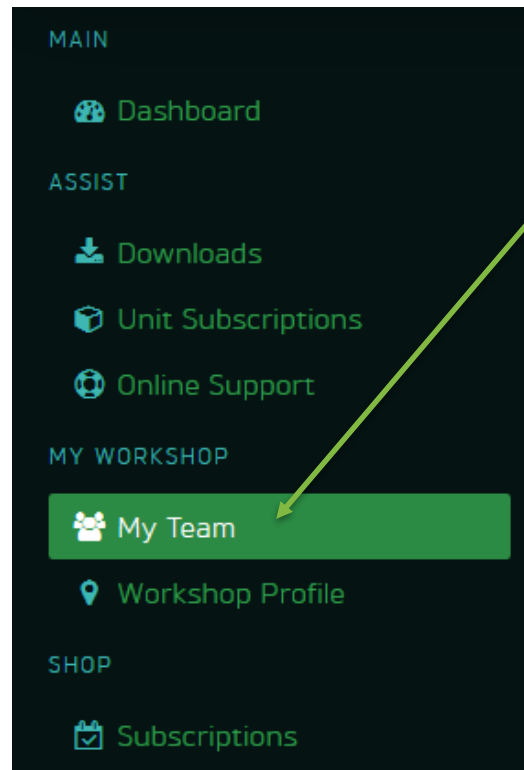 MAIN
Dashboard
ASSIST
Downloads
Unit Subscriptions
Online Support
MY WORKSHOP
My Team
Workshop Profile
SHOP
Subscriptions